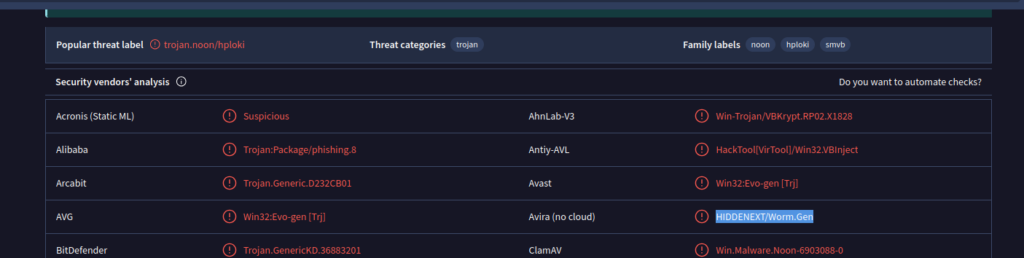 Popular threat label trojan.noon/hploki Threat categories trojan Family labels noon hploki smvb
Security vendors' analysis Do you want to automate checks?
Acronis (Static ML) Suspicious AhnLab-V3 Win-Trojan/VBKrypt.RP02.X1828
Alibaba Trojan:Package/phishing.8 Antiy-AVL HackTool[VirTool]/Win32.VBInject
Arcabit Trojan.Generic.D232CB01 Avast Win32:Evo-gen [Trj]
AVG Win32:Evo-gen [Trj] Avira (no cloud) HIDDENEXT/Worm.Gen
BitDefender Trojan.GenericKD.36883201 ClamAV Win.Malware.Noon-6903088-0